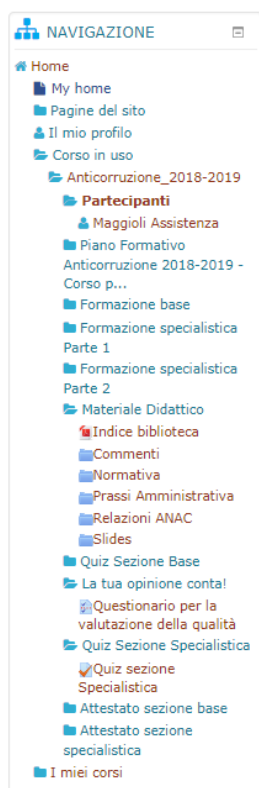 NAVIGAZIONE
Home
My home
Pagine del sito
Il mio profilo
Corso in uso
Anticorruzione_2018-2019
Partecipanti
Maggioli Assistenza
Piano Formativo
Anticorruzione 2018-2019 -
Corso p...
Formazione base
Formazione specialistica
Parte 1
Formazione specialistica
Parte 2
Materiale Didattico
Indice biblioteca
Commenti
Normativa
Prassi Amministrativa
Relazioni ANAC
Slides
Quiz Sezione Base
La tua opinione conta!
Questionario per la
valutazione della qualità
Quiz Sezione Specialistica
Quiz sezione
Specialistica
Attestato sezione base
Attestato sezione
specialistica
I miei corsi